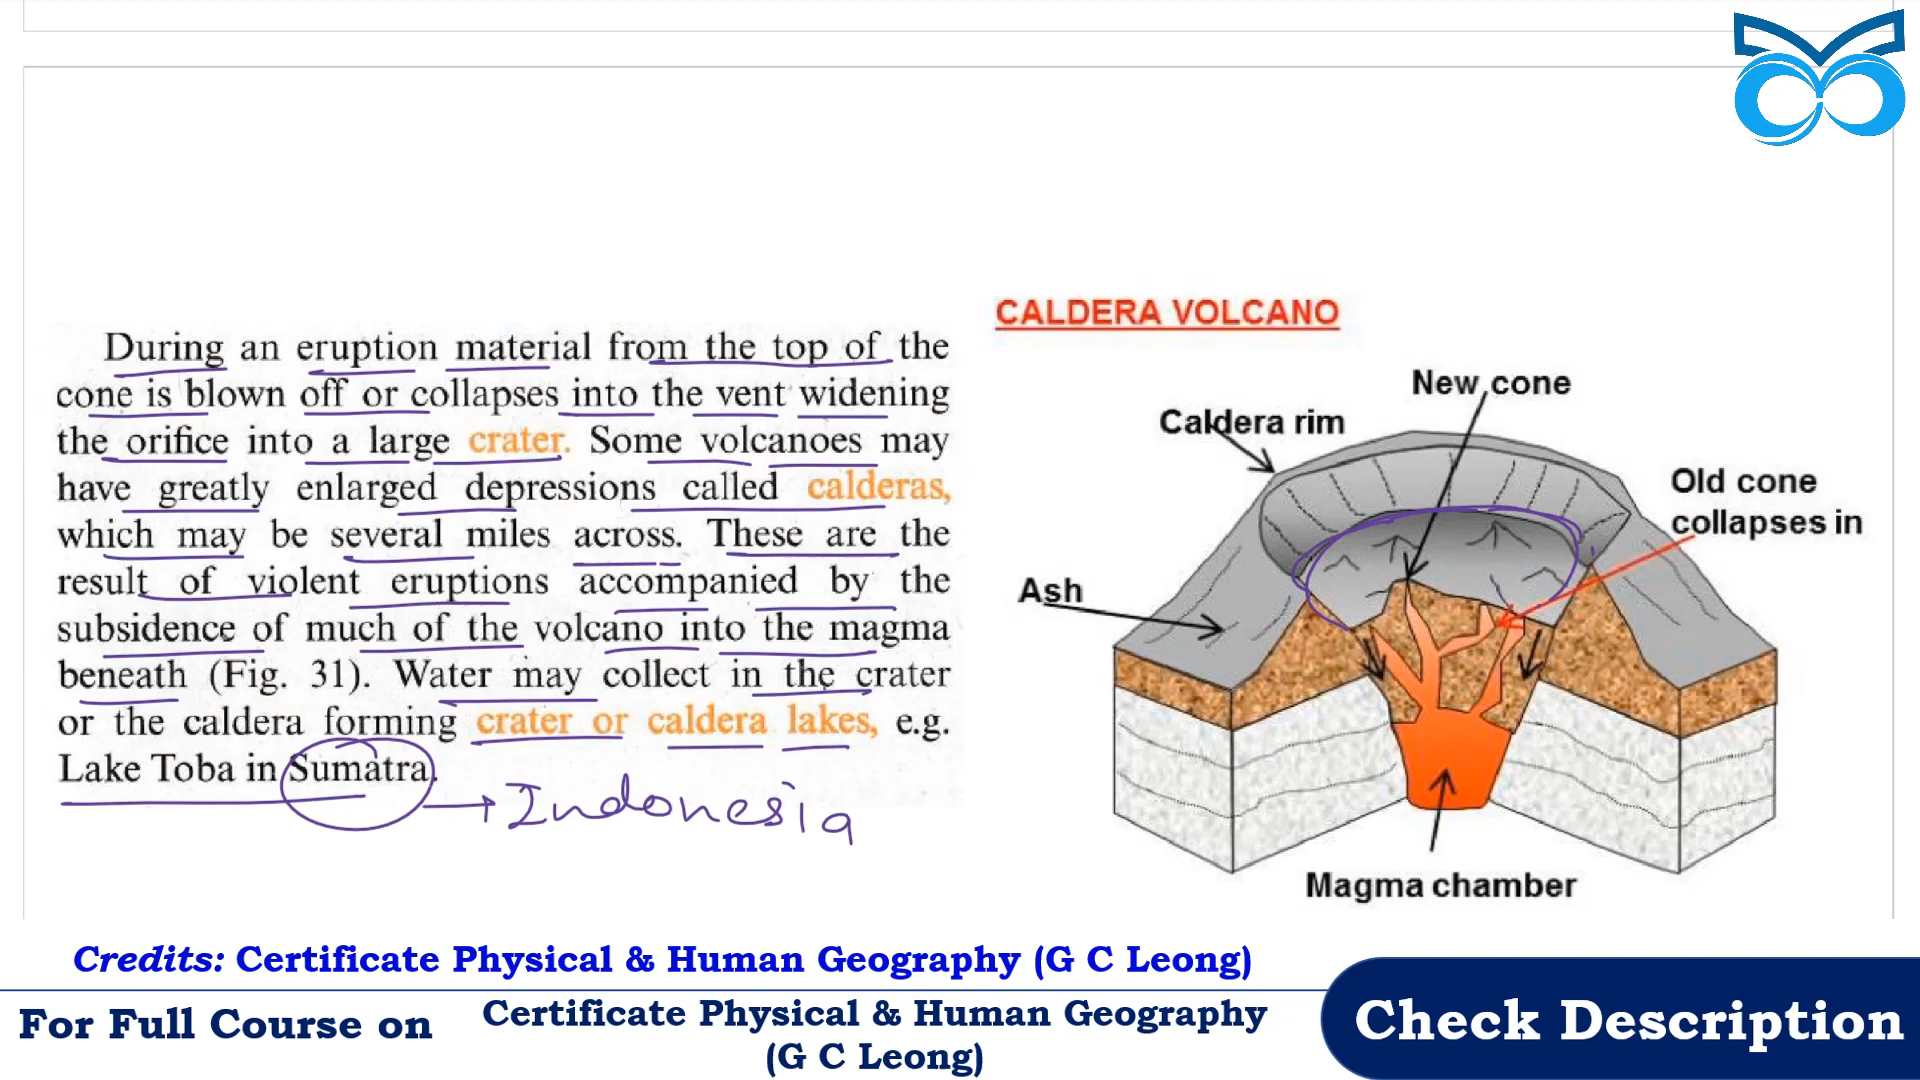 During an eruption material from the top of the
cone is blown off or collapses into the vent widening
the orifice into a large crater. Some volcanoes may
have greatly enlarged depressions called calderas,
which may be several miles across. These are the
result of violent eruptions accompanied by the
subsidence of much of the volcano into the magma
beneath (Fig. 31). Water may collect in the crater
or the caldera forming crater or caldera lakes, e.g.
Lake Toba in Sumatra.
Indonesia
CALDERA VOLCANO
New cone
Caldera rim
Old cone
collapses in
Ash
Magma chamber
Credits: Certificate Physical & Human Geography (G C Leong)
For Full Course on
Certificate Physical & Human Geography
(G C Leong)
Check Description